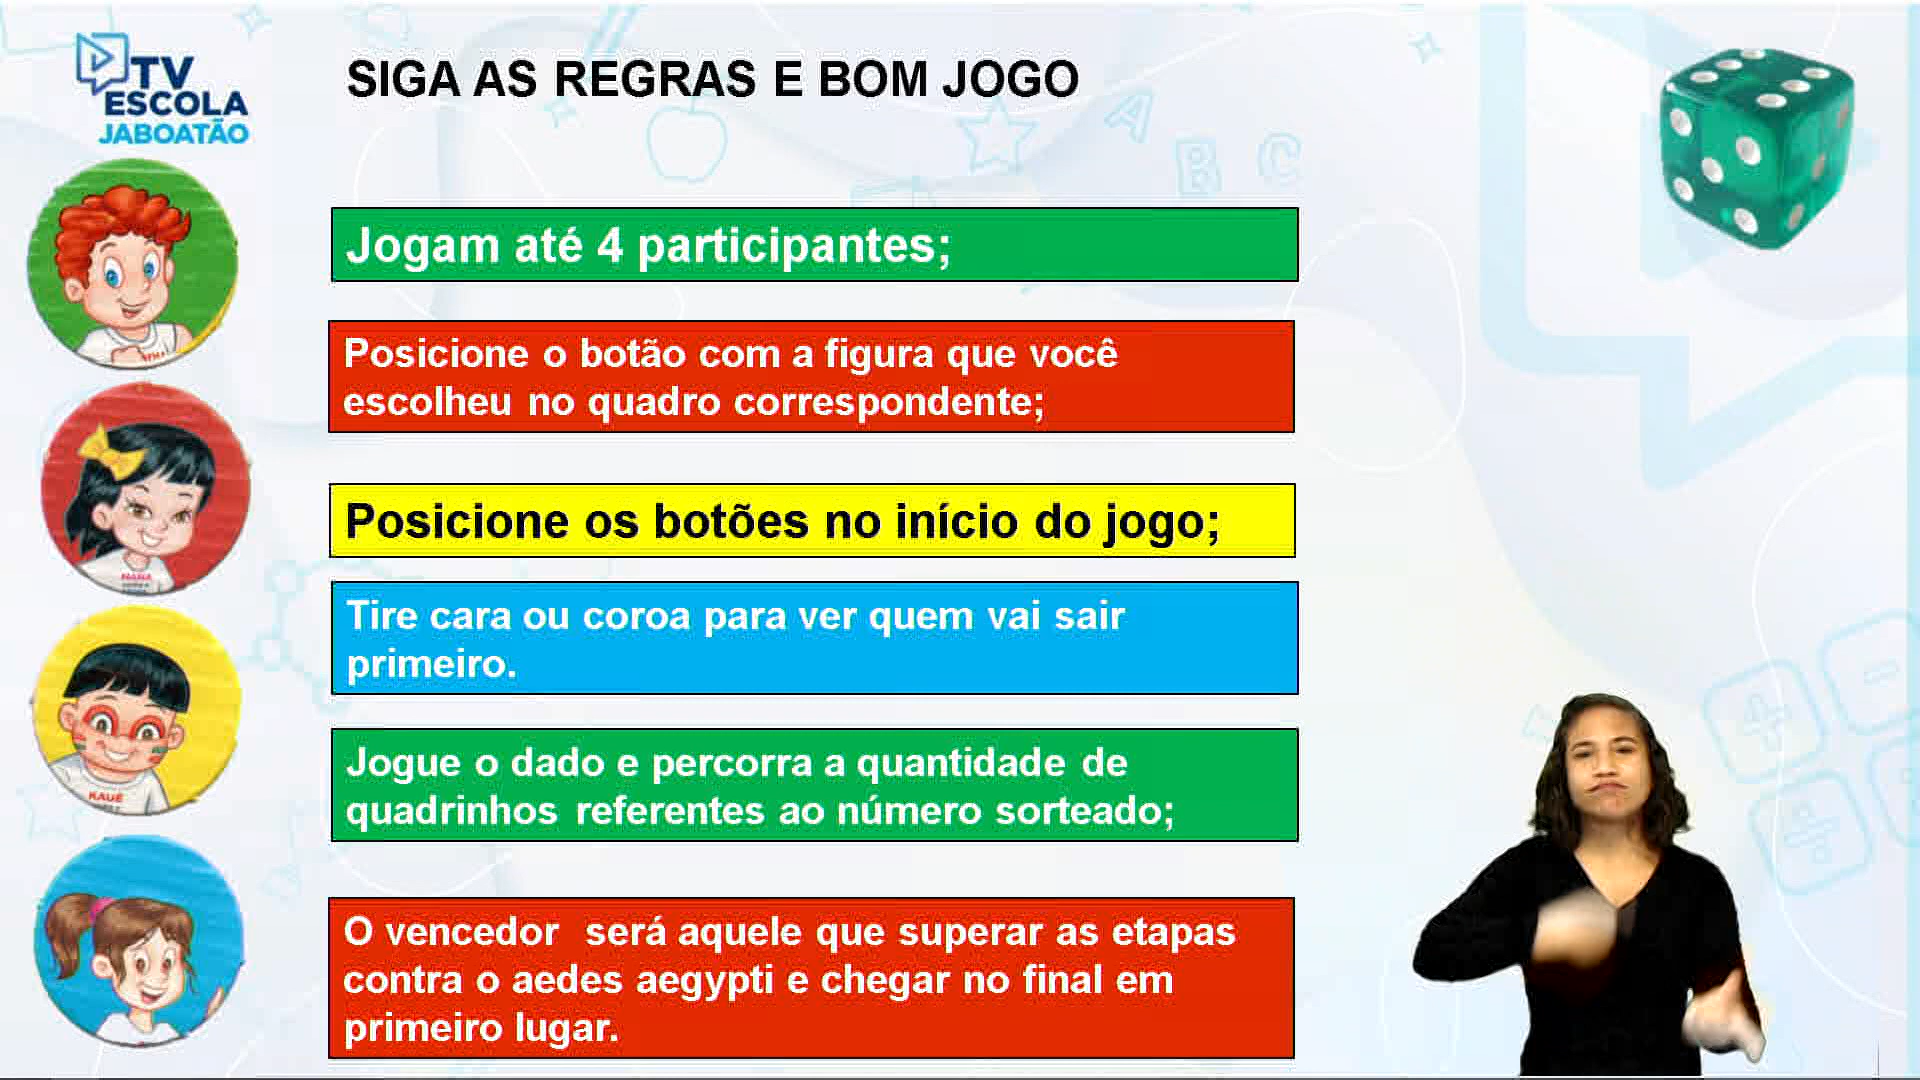 TV
ESCOLA
JABOATÃO
SIGA AS REGRAS E BOM JOGO
A
B
C
Jogam até 4 participantes;
Posicione o botão com a figura que você
escolheu no quadro correspondente;
Posicione os botões no início do jogo;
Tire cara ou coroa para ver quem vai sair
primeiro.
Jogue o dado e percorra a quantidade de
quadrinhos referentes ao número sorteado;
KAUÊ
O vencedor  será aquele que superar as etapas
contra o aedes aegypti e chegar no final em
primeiro lugar.